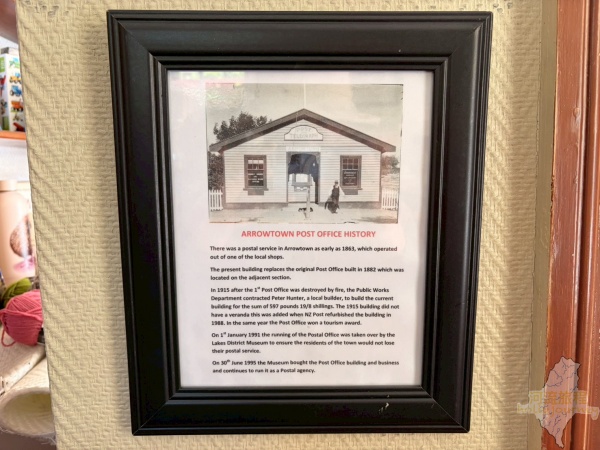 ARROWTOWN POST OFFICE HISTORY
There was a postal service in Arrowtown as early as 1863, which operated
out of one of the local shops.
The present building replaces the original Post Office built in 1882 which was
located on the adjacent section.
In 1915 after the 1st Post Office was destroyed by fire, the Public Works
Department contracted Peter Hunter, a local builder, to build the current
building for the sum of 597 pounds 19/8 shillings. The 1915 building did not
have a veranda this was added when NZ Post refurbished the building in
1988. In the same year the Post Office won a tourism award.
On 1st January 1991 the running of the Postal Office was taken over by the
Lakes District Museum to ensure the residents of the town would not lose
their postal service.
On 30th June 1995 the Museum bought the Post Office building and business
and continues to run it as a Postal agency.